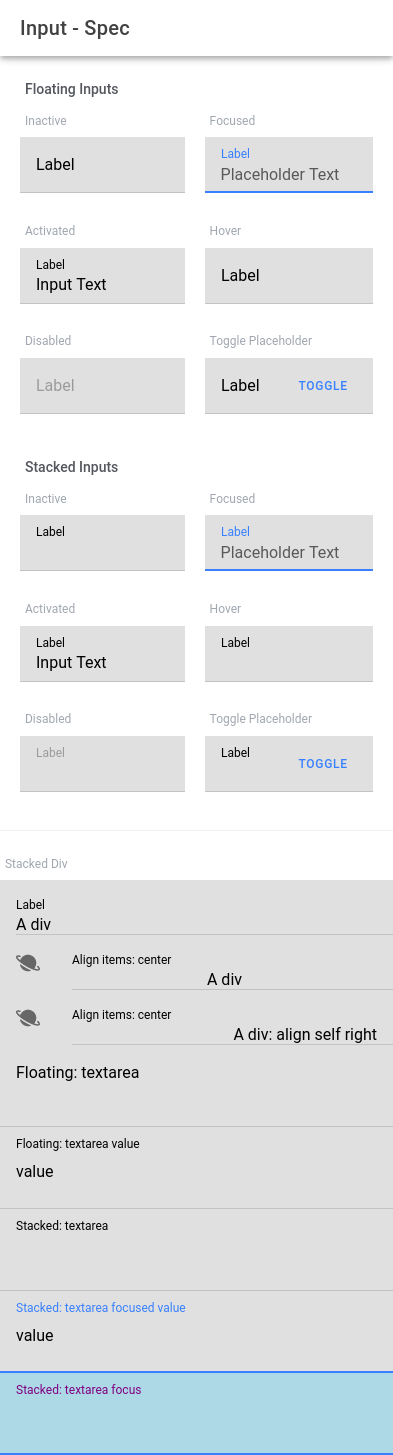 Input - Spec
Floating Inputs
Inactive
Focused
Label
Label
Placeholder Text
Activated
Hover
Label
Input Text
Label
Disabled
Toggle Placeholder
Label
Label
TOGGLE
Stacked Inputs
Inactive
Focused
Label
Label
Placeholder Text
Activated
Hover
Label
Input Text
Label
Disabled
Toggle Placeholder
Label
Label
TOGGLE
Stacked Div
Label
A div
Align items: center
A div
Align items: center
A div: align self right
Floating: textarea
Floating: textarea value
value
Stacked: textarea
Stacked: textarea focused value
value
Stacked: textarea focus